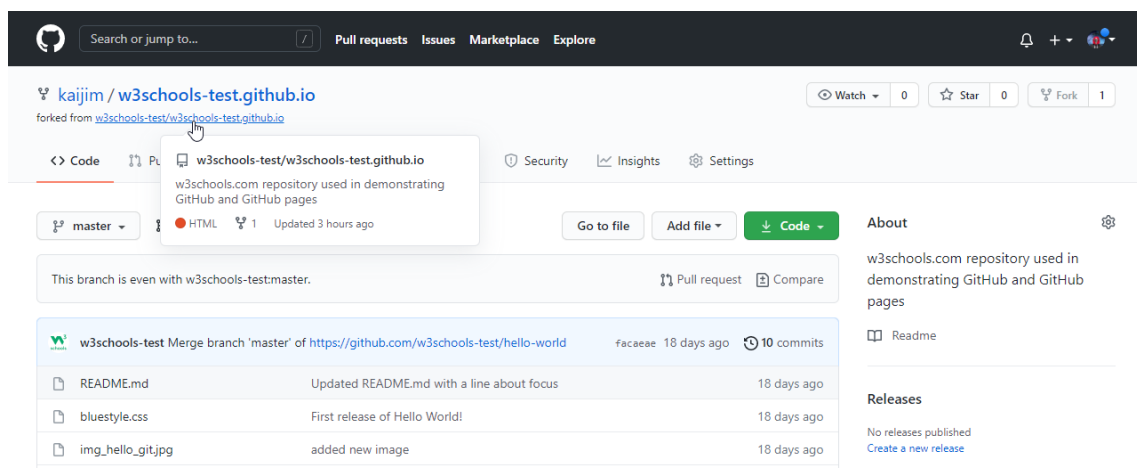 Search or jump to... / Pull requests Issues Marketplace Explore
kaijim / w3schools-test.github.io
Watch 0 Star 0 Fork 1
forked from w3schools-test/w3schools-test.github.io
Code Pu Security Insights Settings
w3schools-test/w3schools-test.github.io
w3schools.com repository used in demonstrating
GitHub and GitHub pages
HTML 1 Updated 3 hours ago
master Go to file Add file Code
This branch is even with w3schools-test:master. Pull request Compare
w3schools-test Merge branch 'master' of https://github.com/w3schools-test/hello-world facaeae 18 days ago 10 commits
README.md Updated README.md with a line about focus 18 days ago
bluestyle.css First release of Hello World! 18 days ago
img_hello_git.jpg added new image 18 days ago
About
w3schools.com repository used in
demonstrating GitHub and GitHub
pages
Readme
Releases
No releases published
Create a new release